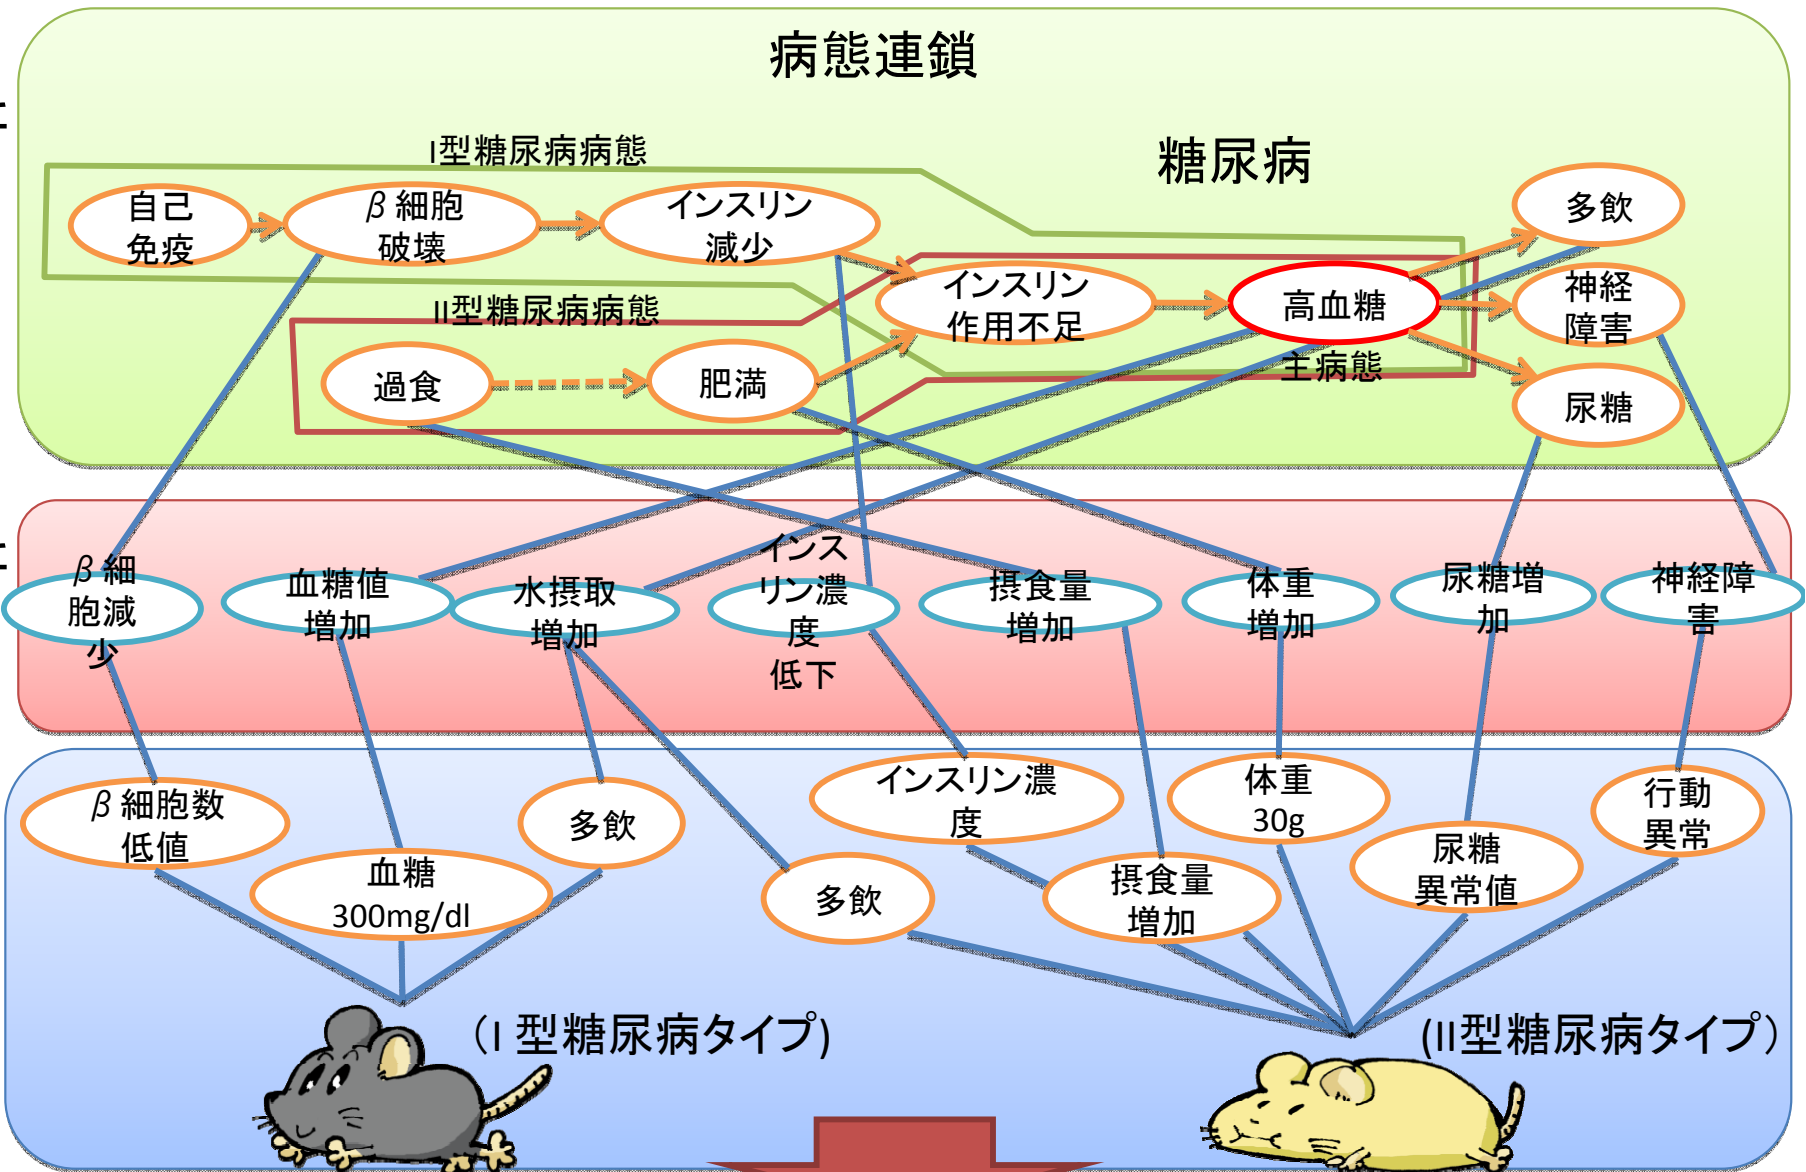 病態連鎖
I型糖尿病病態
糖尿病
自己
免疫
β細胞
破壊
インスリン
減少
多飲
II型糖尿病病態
インスリン
作用不足
高血糖
神経
障害
主病態
過食
肥満
尿糖
β細
胞減
少
血糖値
増加
水摂取
増加
インス
リン濃
度
低下
摂食量
増加
体重
増加
尿糖増
加
神経障
害
β細胞数
低値
血糖
300mg/dl
多飲
多飲
インスリン濃
度
摂食量
増加
体重
30g
尿糖
異常値
行動
異常
(I型糖尿病タイプ)
(II型糖尿病タイプ)